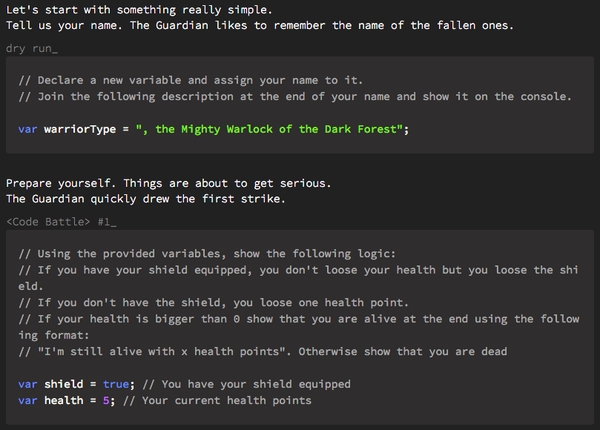 Let's start with something really simple.
Tell us your name. The Guardian likes to remember the name of the fallen ones.
dry run_
// Declare a new variable and assign your name to it.
// Join the following description at the end of your name and show it on the console.
var warriorType = ", the Mighty Warlock of the Dark Forest";
Prepare yourself. Things are about to get serious.
The Guardian quickly drew the first strike.
<Code Battle> #1_
// Using the provided variables, show the following logic:
// If you have your shield equipped, you don't loose your health but you loose the shi
eld.
// If you don't have the shield, you loose one health point.
// If your health is bigger than 0 show that you are alive at the end using the follow
ing format:
// "I'm still alive with x health points". Otherwise show that you are dead
var shield = true; // You have your shield equipped
var health = 5; // Your current health points